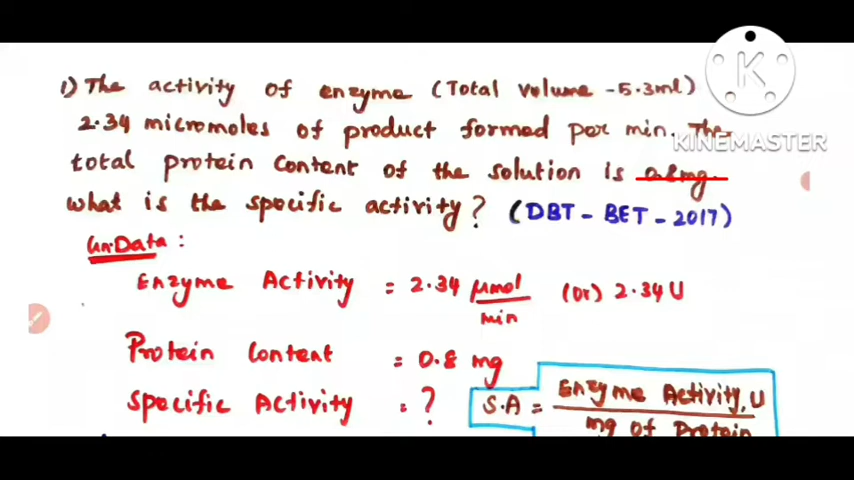 1) The activity of enzyme (Total volume - 5.3ml)
2.34 micromoles of product formed per min. The
total protein content of the solution is 0.8mg.
what is the specific activity? (DBT - BET - 2017)
Gn. Data :
Enzyme Activity = 2.34 μmol/min (or) 2.34 U
Protein Content = 0.8 mg
Specific Activity = ?
S.A = Enzyme Activity, U
mg of Protein
K
KINEMASTER